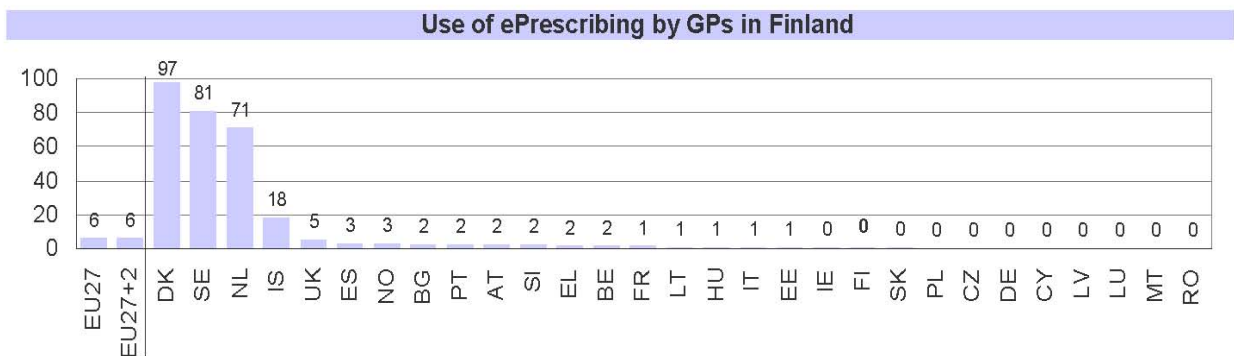 Use of ePrescribing by GPs in Finland
100
80
60
40
20
0
6 6 97 81 71 18 5 3 3 2 2 2 2 2 2 1 1 1 1 1 0 0 0 0 0 0 0 0 0 0 0
EU27 EU27+2 DK SE NL IS UK ES NO BG PT AT SI EL BE FR LT HU IT EE IE FI SK PL CZ DE CY LV LU MT RO